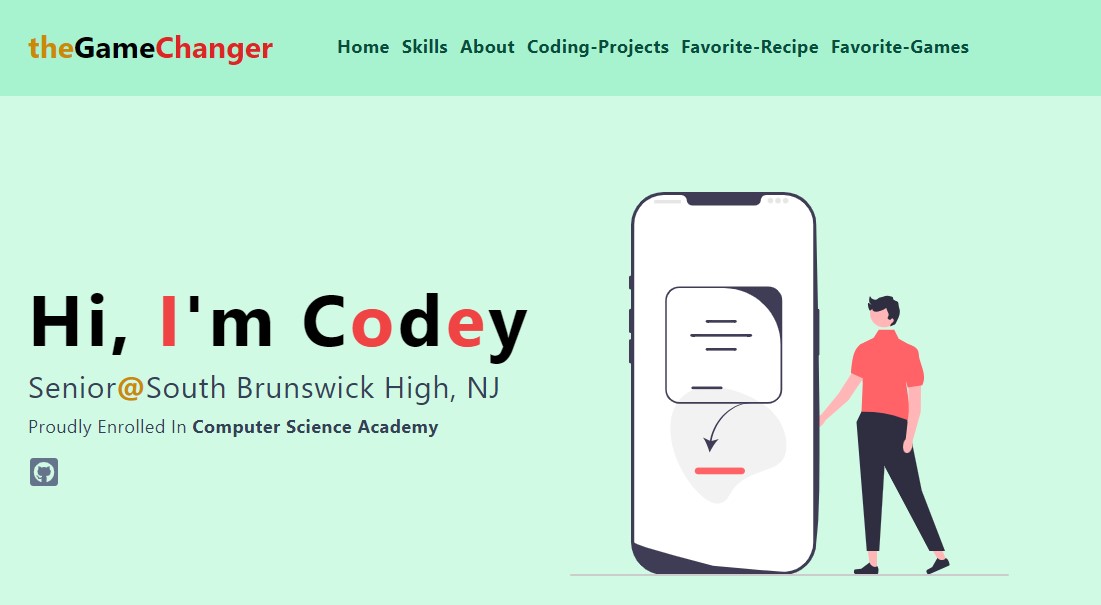 theGameChanger
Home Skills About Coding-Projects Favorite-Recipe Favorite-Games
Hi, I'm Codey
Senior@South Brunswick High, NJ
Proudly Enrolled In Computer Science Academy